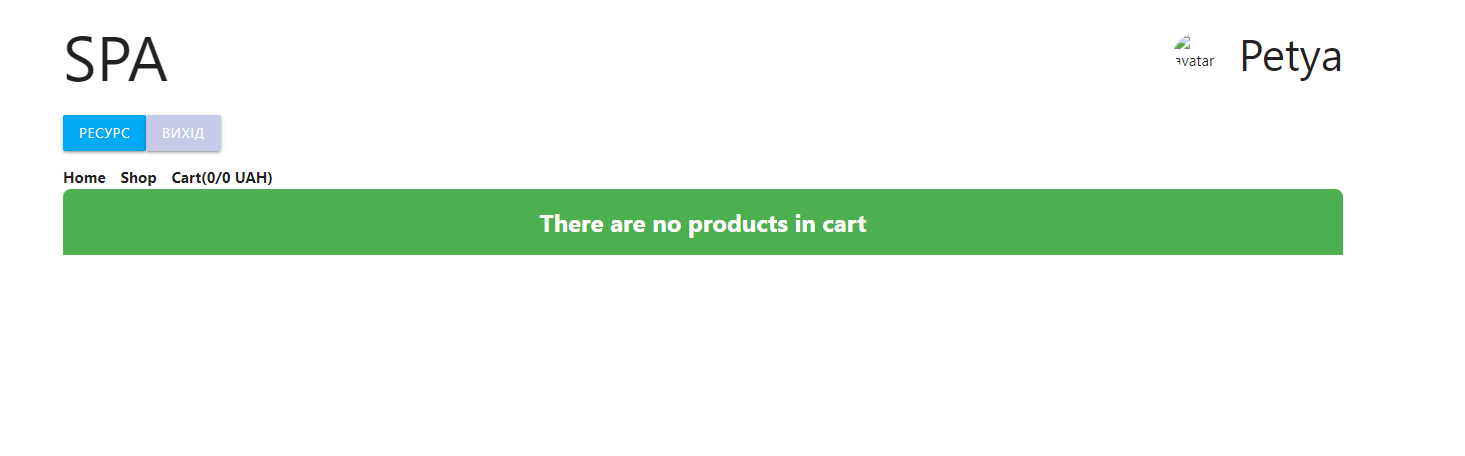 SPA
avatar
Petya
РЕСУРС
ВИХІД
Home Shop Cart(0/0 UAH)
There are no products in cart